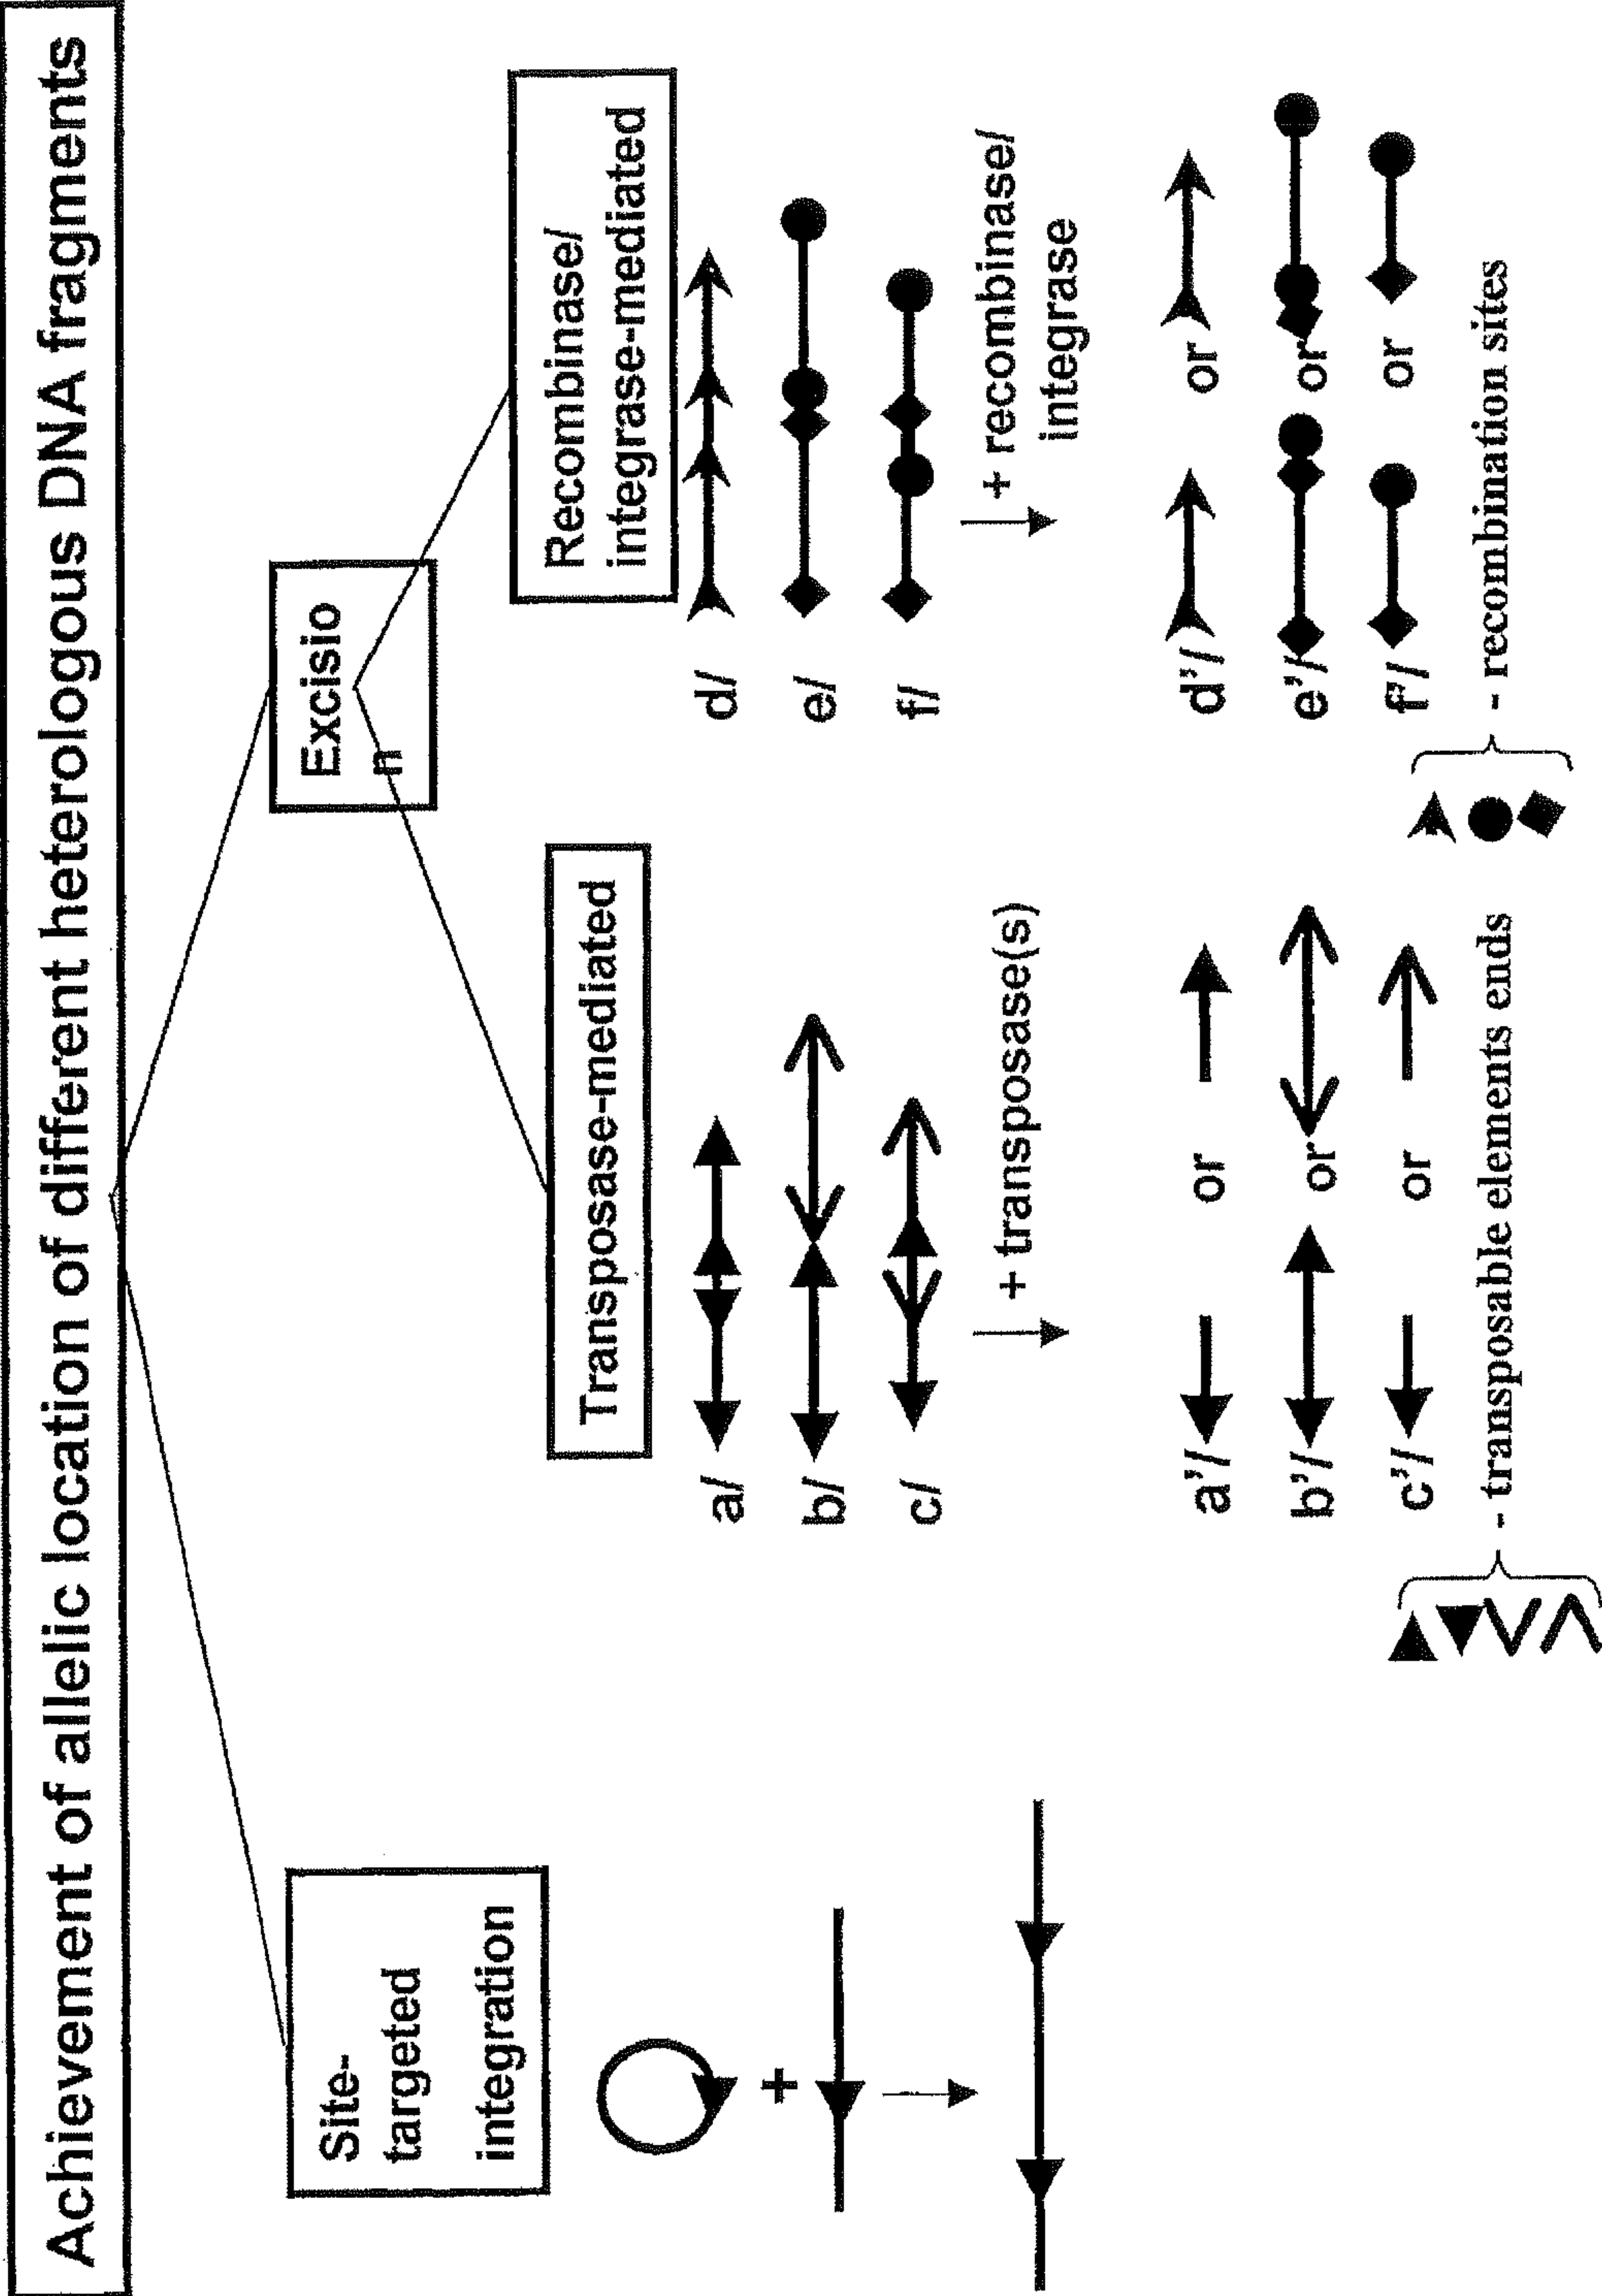 Achievement of allelic location of different heterologous DNA fragments
Site-
targeted
integration
+
Excisio
n
Transpose-mediated
a/
b/
c/
+ transposase(s)
a'/ or
b'/ or
c'/ or
- transposable elements ends
Recombinase/
integrase-mediated
d/
e/
f/
+ recombinase/
integrase
d'/ or
e'/ or
f'/ or
- recombination sites